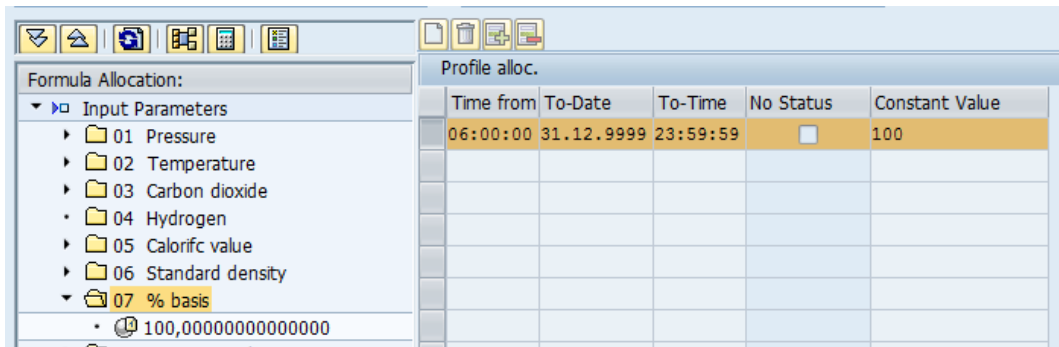 Formula Allocation:
Input Parameters
01 Pressure
02 Temperature
03 Carbon dioxide
04 Hydrogen
05 Calorifc value
06 Standard density
07 % basis
100,00000000000000
Profile alloc.
Time from To-Date To-Time No Status Constant Value
06:00:00 31.12.9999 23:59:59 100